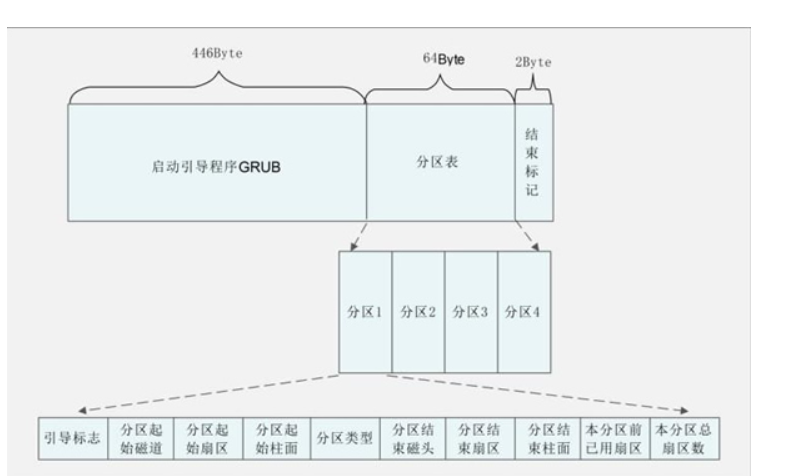 446Byte
64Byte
2Byte
启动引导程序GRUB
分区表
结束标记
分区1
分区2
分区3
分区4
引导标志
分区起
始磁道
分区起
始扇区
分区起
始柱面
分区类型
分区结
束磁头
分区结
束扇区
分区结
束柱面
本分区前
已用扇区
本分区总
扇区数